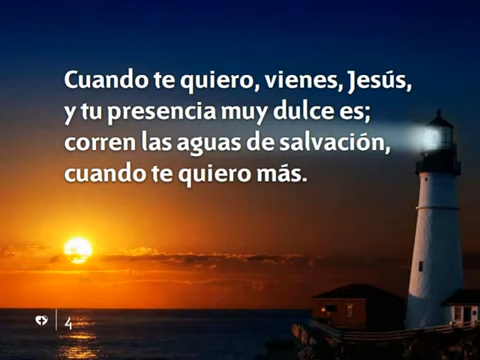 Cuando te quiero, vienes, Jesús,
y tu presencia muy dulce es;
corren las aguas de salvación,
cuando te quiero más.
4